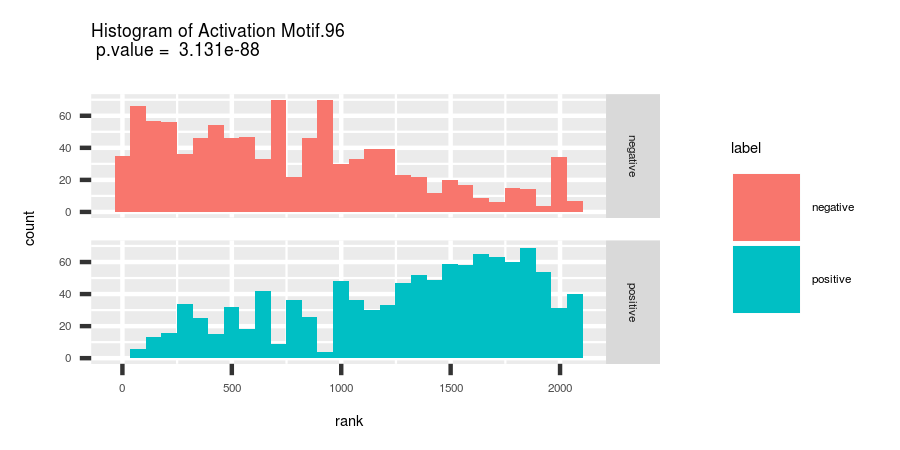 Histogram of Activation Motif.96
p.value = 3.131e-88
count
60
40
20
0
negative
60
40
20
0
positive
0 500 1000 1500 2000
rank
label
negative
positive